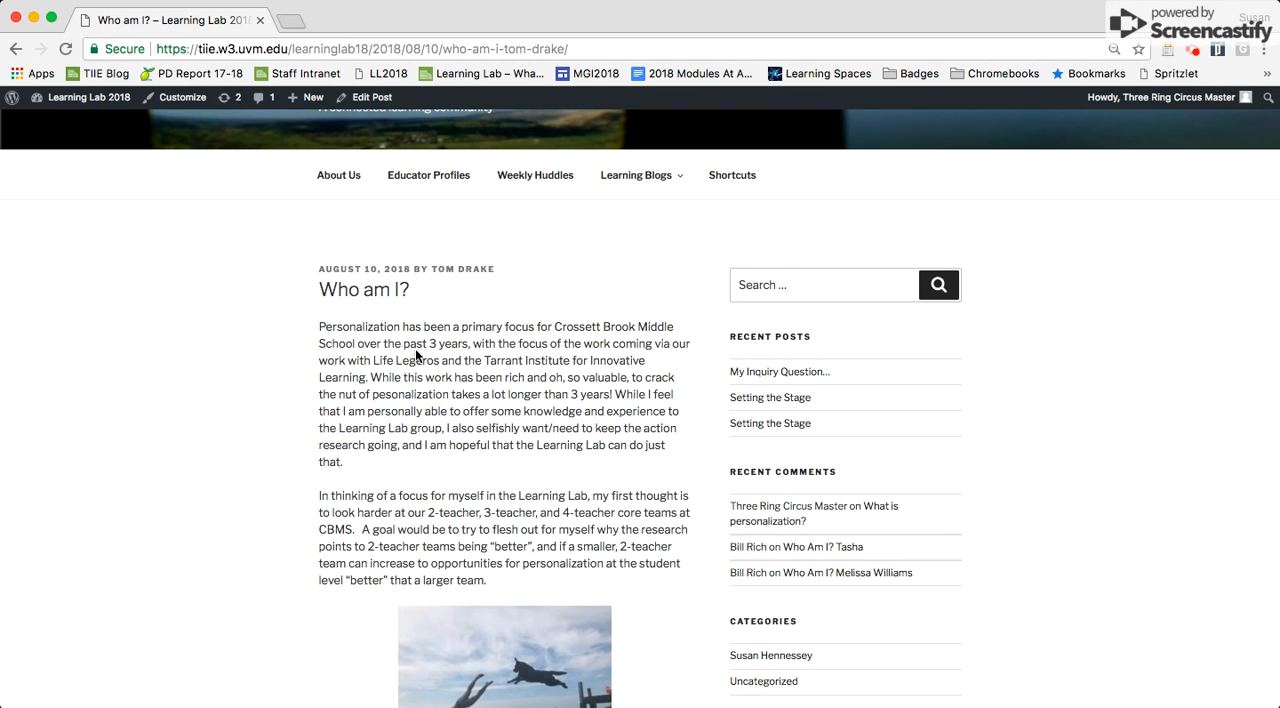 Who am I? – Learning Lab 2018
powered by
Screencastify
Susan
Secure
https://tiie.w3.uvm.edu/learninglab18/2018/08/10/who-am-i-tom-drake/
Apps TIIE Blog PD Report 17-18 Staff Intranet LL2018 Learning Lab – Wha... MGI2018 2018 Modules At A... Learning Spaces Badges Chromebooks Bookmarks Spritzlet »
Learning Lab 2018 Customize 2 1 New Edit Post Howdy, Three Ring Circus Master
A connected learning community
About Us Educator Profiles Weekly Huddles Learning Blogs Shortcuts
AUGUST 10, 2018 BY TOM DRAKE
Who am I?
Personalization has been a primary focus for Crossett Brook Middle
School over the past 3 years, with the focus of the work coming via our
work with Life Legeros and the Tarrant Institute for Innovative
Learning. While this work has been rich and oh, so valuable, to crack
the nut of pesonalization takes a lot longer than 3 years! While I feel
that I am personally able to offer some knowledge and experience to
the Learning Lab group, I also selfishly want/need to keep the action
research going, and I am hopeful that the Learning Lab can do just
that.
In thinking of a focus for myself in the Learning Lab, my first thought is
to look harder at our 2-teacher, 3-teacher, and 4-teacher core teams at
CBMS. A goal would be to try to flesh out for myself why the research
points to 2-teacher teams being “better”, and if a smaller, 2-teacher
team can increase to opportunities for personalization at the student
level “better” that a larger team.
Search ...
RECENT POSTS
My Inquiry Question...
Setting the Stage
Setting the Stage
RECENT COMMENTS
Three Ring Circus Master on What is
personalization?
Bill Rich on Who Am I? Tasha
Bill Rich on Who Am I? Melissa Williams
CATEGORIES
Susan Hennessey
Uncategorized